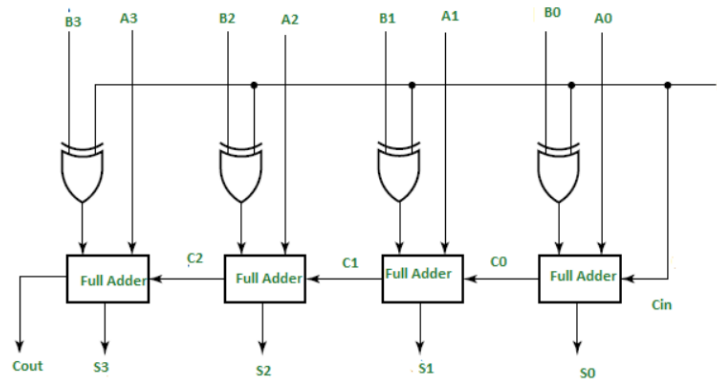 B3 A3 B2 A2 B1 A1 B0 A0
Full Adder C2 Full Adder C1 Full Adder C0 Full Adder
Cin
Cout S3 S2 S1 S0